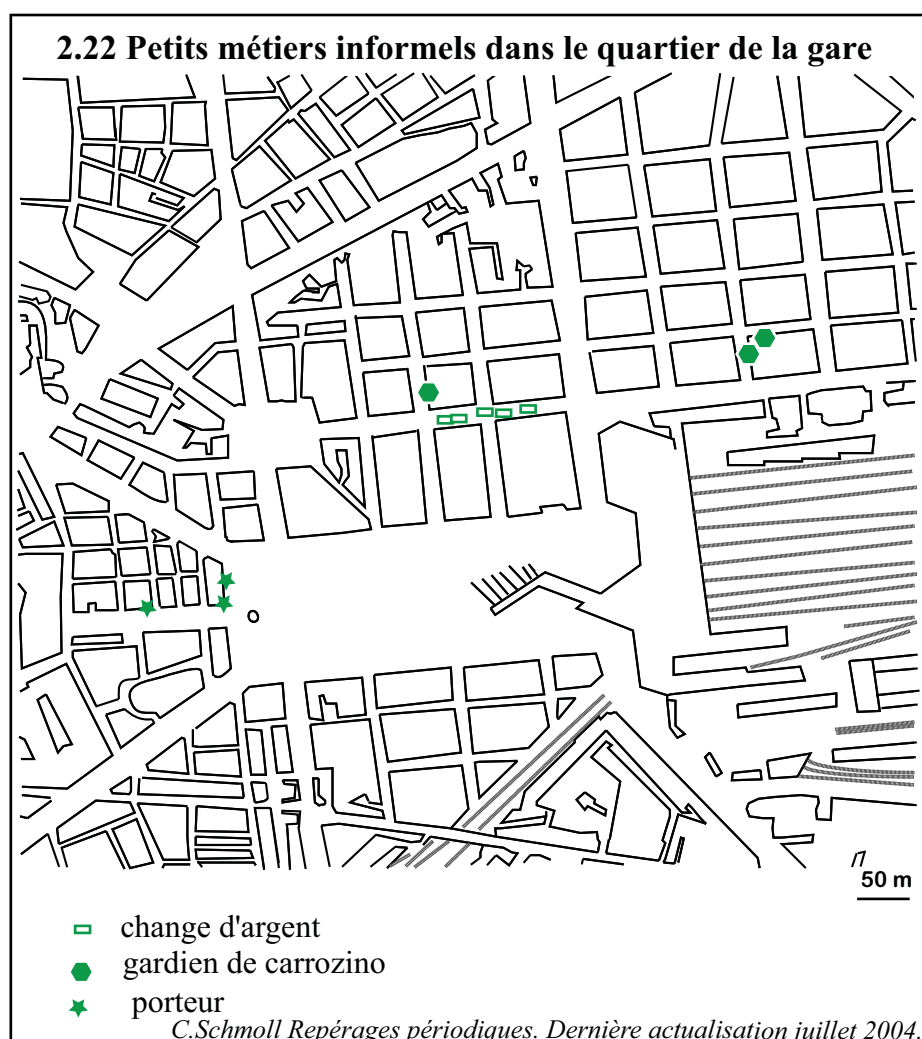 2.22 Petits métiers informels dans le quartier de la gare
50 m
change d'argent
gardien de carrozino
porteur
C.Schmoll Repérages périodiques. Dernière actualisation juillet 2004.